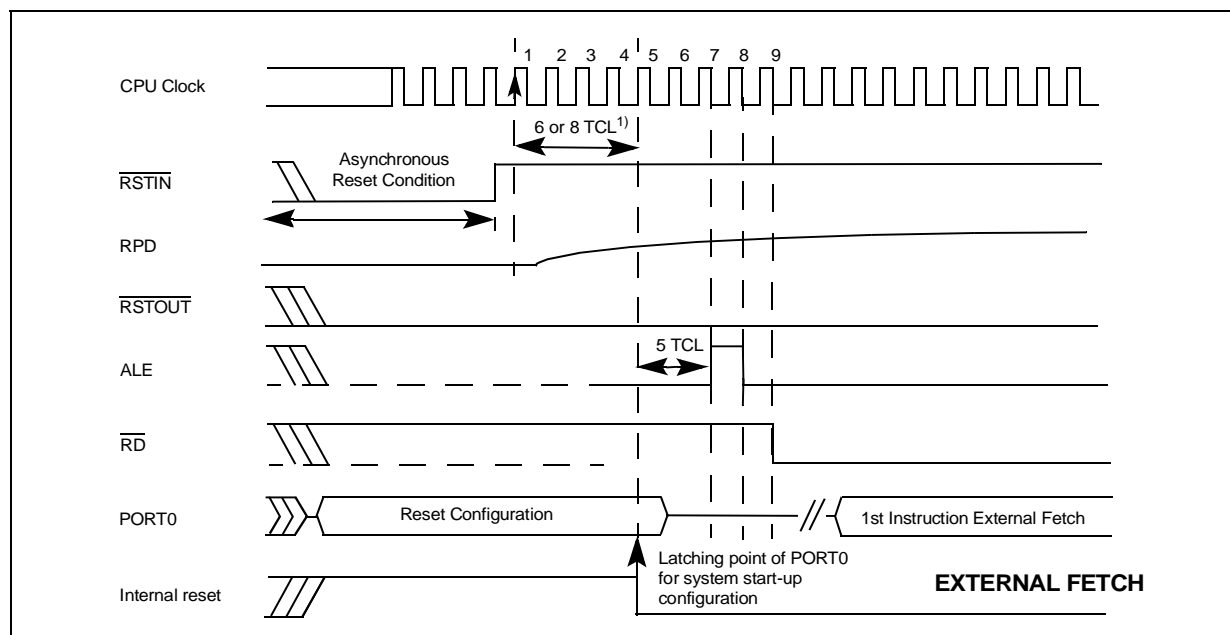 1 2 3 4 5 6 7 8 9
CPU Clock
6 or 8 TCL1)
Asynchronous
Reset Condition
RSTIN
RPD
RSTOUT
5 TCL
ALE
RD
PORT0
Reset Configuration
1st Instruction External Fetch
Latching point of PORT0
for system start-up
configuration
EXTERNAL FETCH
Internal reset